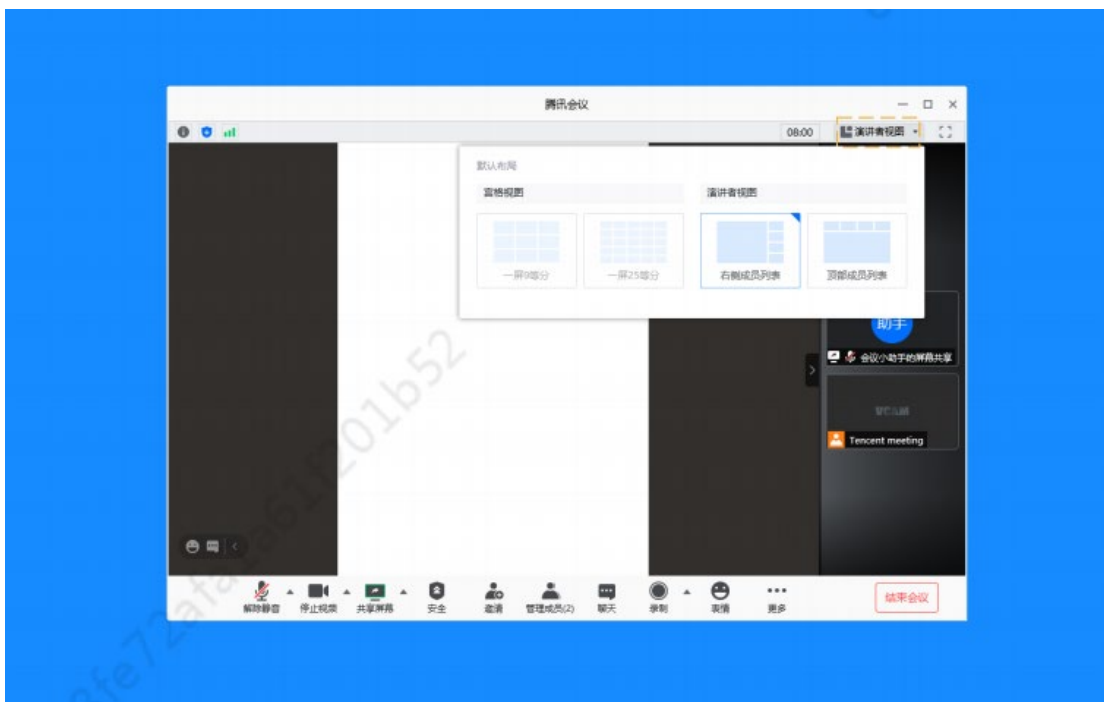 腾讯会议
08:00 演讲者视图
默认布局
宫格视图 演讲者视图
一屏9等分 一屏25等分 右侧成员列表 顶部成员列表
助手
会议小助手的屏幕共享
Tencent meeting
解除静音 停止视频 共享屏幕 安全 邀请 管理成员(2) 聊天 录制 表情 更多 结束会议